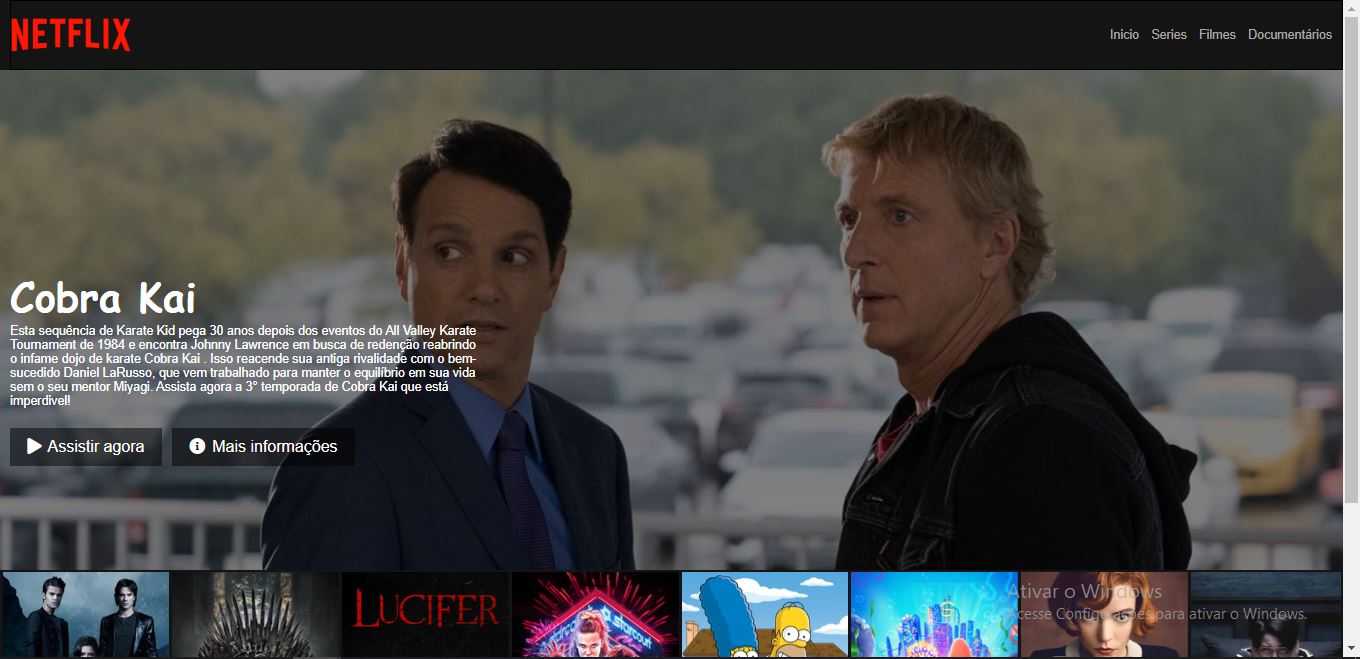 NETFLIX
Inicio Series Filmes Documentários
Cobra Kai
Esta sequência de Karate Kid pega 30 anos depois dos eventos do All Valley Karate
Tournament de 1984 e encontra Johnny Lawrence em busca de redenção reabrindo
o infame dojo de karate Cobra Kai . Isso reacende sua antiga rivalidade com o bem-
sucedido Daniel LaRusso, que vem trabalhado para manter o equilíbrio em sua vida
sem o seu mentor Miyagi. Assista agora a 3° temporada de Cobra Kai que está
imperdivel!
Assistir agora
Mais informações
LUCIFER
starcourt
Ativar o Windows
Acesse Configurações para ativar o Windows.